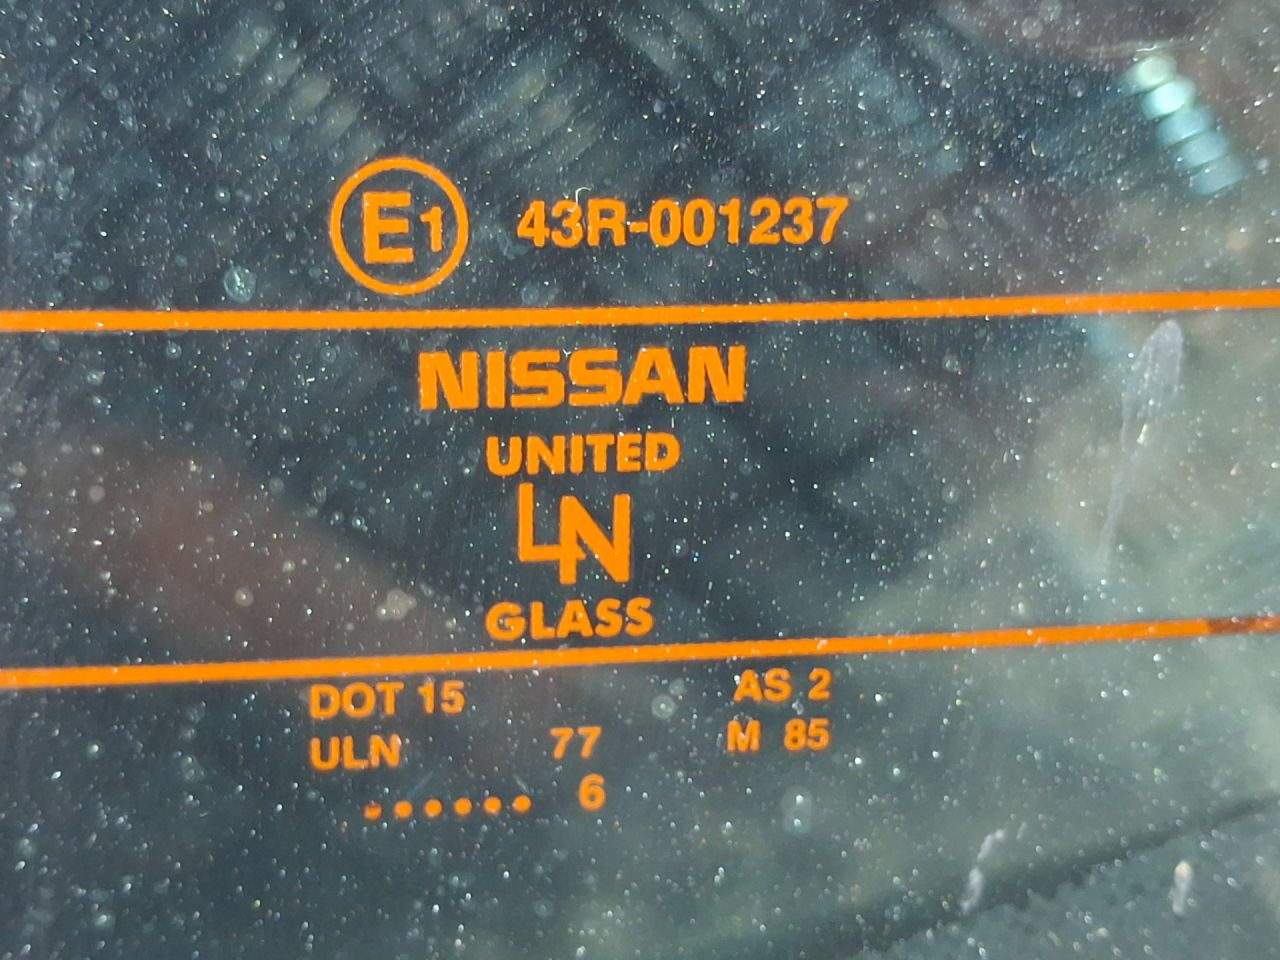 E1 43R-001237
NISSAN
UNITED
LN
GLASS
DOT 15 AS 2
ULN 77 M 85
...... 6